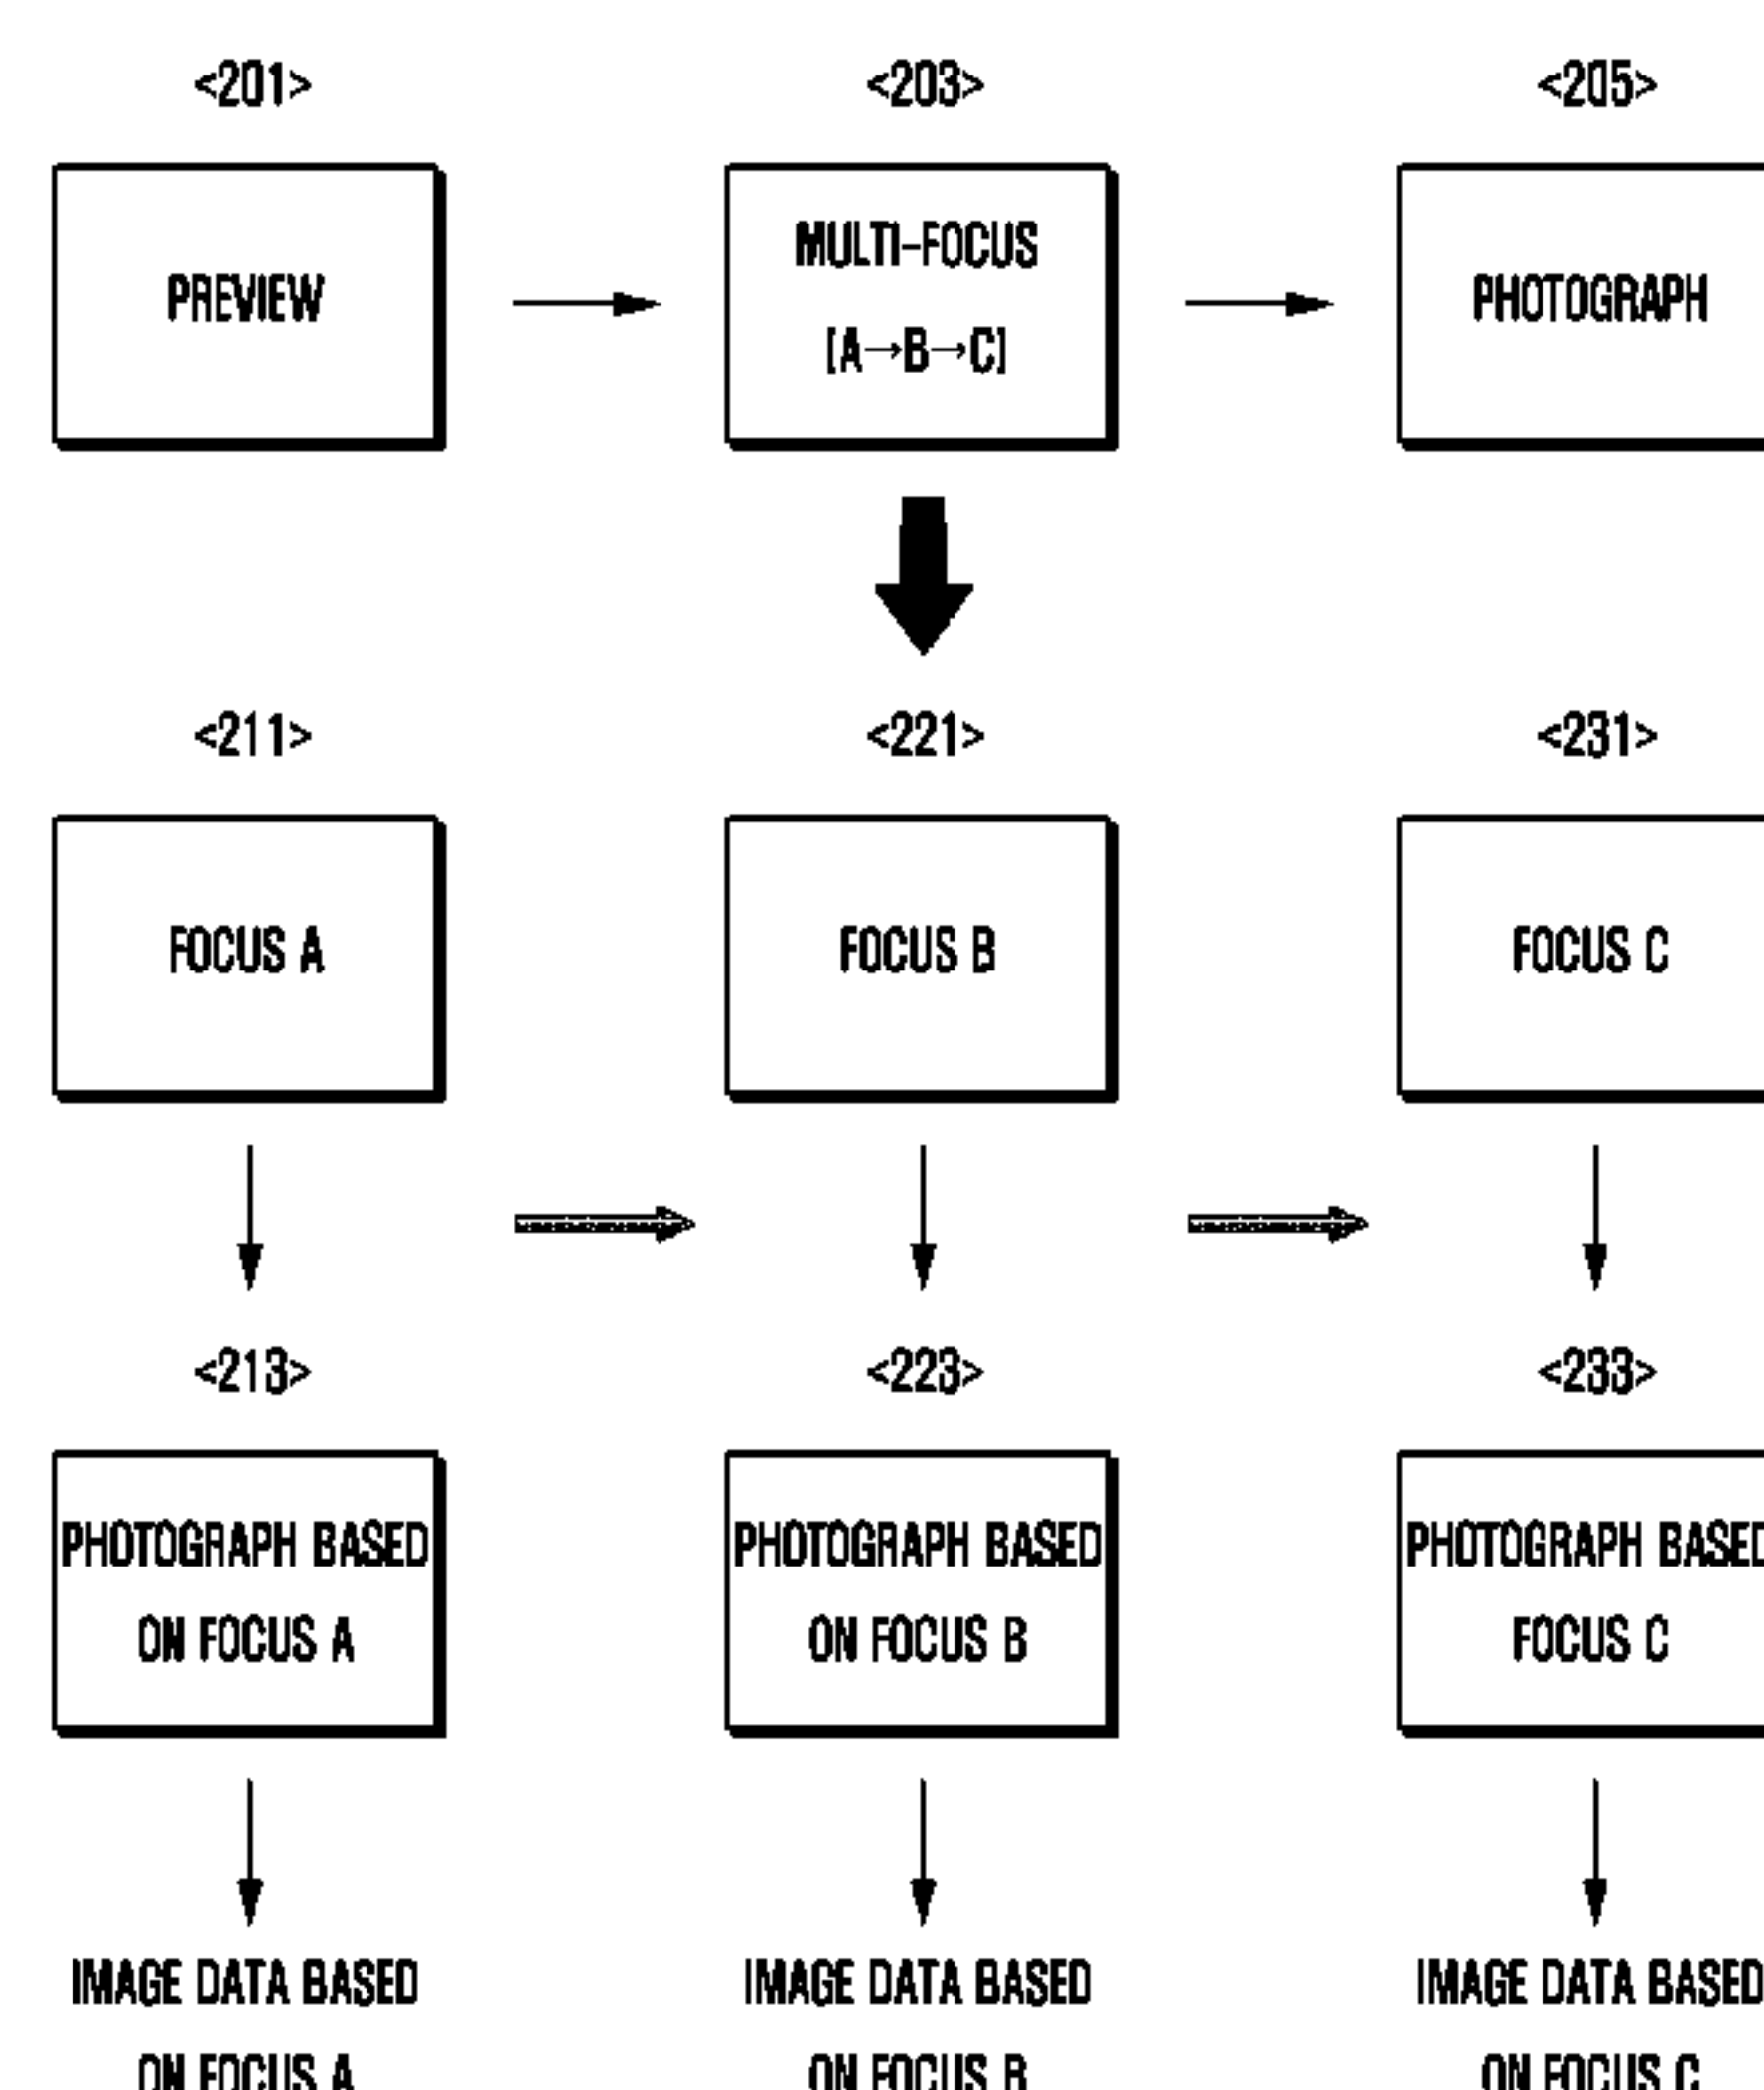 <201>
<203>
<205>
PREVIEW
MULTI-FOCUS
[A→B→C]
PHOTOGRAPH
<211>
<221>
<231>
FOCUS A
FOCUS B
FOCUS C
<213>
<223>
<233>
PHOTOGRAPH BASED
ON FOCUS A
PHOTOGRAPH BASED
ON FOCUS B
PHOTOGRAPH BASED
FOCUS C
IMAGE DATA BASED
ON FOCUS A
IMAGE DATA BASED
ON FOCUS B
IMAGE DATA BASED
ON FOCUS C